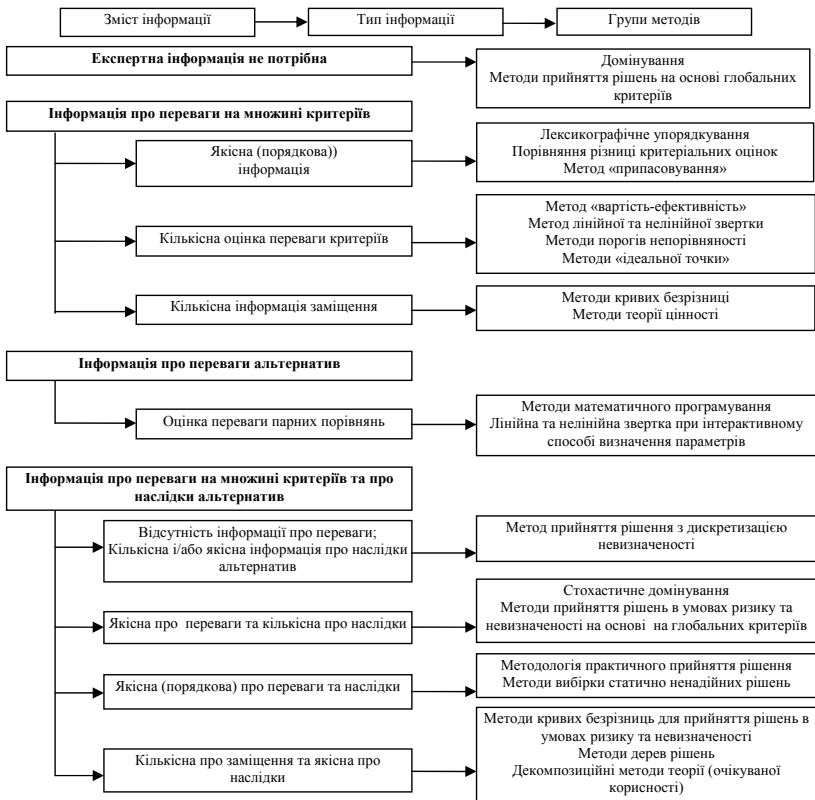 Зміст інформації
Тип інформації
Групи методів
Експертна інформація не потрібна
Домінування
Методи прийняття рішень на основі глобальних
критеріїв
Інформація про переваги на множині критеріїв
Якісна (порядкова))
інформація
Лексикографічне упорядкування
Порівняння різниці критеріальних оцінок
Метод «припасовування»
Кількісна оцінка переваги критеріїв
Метод «вартість-ефективність»
Метод лінійної та нелінійної звертки
Методи порогів непорівняності
Методи «ідеальної точки»
Кількісна інформація заміщення
Методи кривих безрізниці
Методи теорії цінності
Інформація про переваги альтернатив
Оцінка переваги парних порівнянь
Методи математичного програмування
Лінійна та нелінійна звертка при інтерактивному
способі визначення параметрів
Інформація про переваги на множині критеріїв та про
наслідки альтернатив
Відсутність інформації про переваги;
Кількісна і/або якісна інформація про наслідки
альтернатив
Метод прийняття рішення з дискретизацією
невизначеності
Якісна про переваги та кількісна про наслідки
Стохастичне домінування
Методи прийняття рішень в умовах ризику та
невизначеності на основі на глобальних критеріїв
Якісна (порядкова) про переваги та наслідки
Методологія практичного прийняття рішення
Методи вибірки статично ненадійних рішень
Кількісна про заміщення та якісна про
наслідки
Методи кривих безрізниць для прийняття рішень в
умовах ризику та невизначеності
Методи дерев рішень
Декомпозиційні методи теорії (очікуваної
корисності)